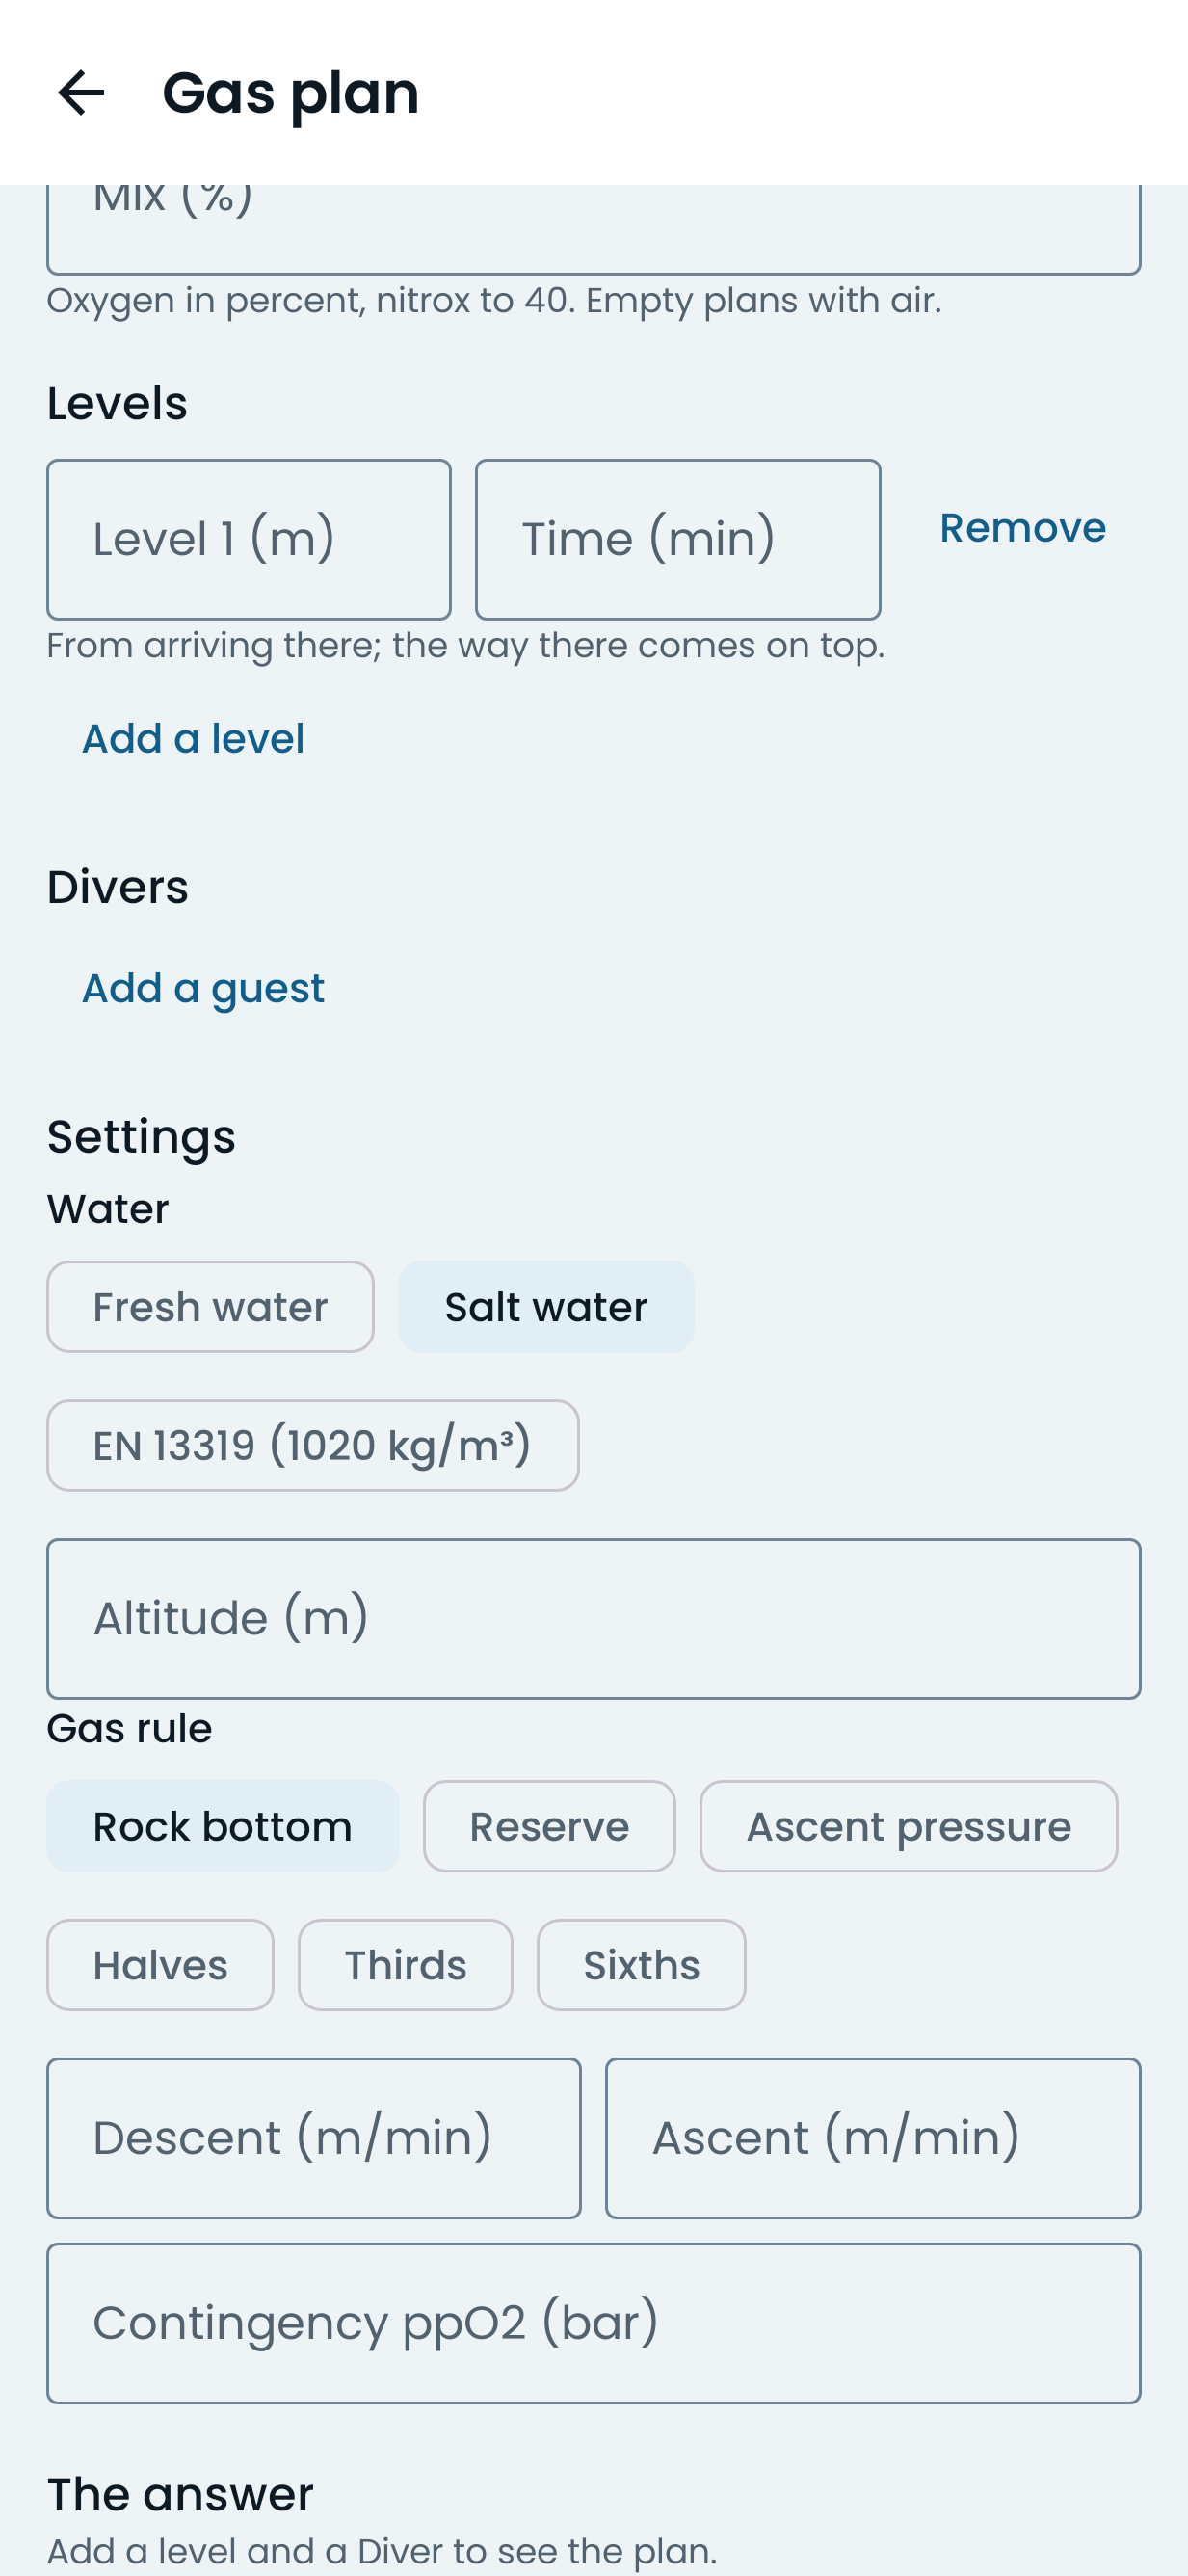 Gas plan
Mix (%)
Oxygen in percent, nitrox to 40. Empty plans with air.
Levels
Level 1 (m)
Time (min)
Remove
From arriving there; the way there comes on top.
Add a level
Divers
Add a guest
Settings
Water
Fresh water
Salt water
EN 13319 (1020 kg/m³)
Altitude (m)
Gas rule
Rock bottom
Reserve
Ascent pressure
Halves
Thirds
Sixths
Descent (m/min)
Ascent (m/min)
Contingency ppO2 (bar)
The answer
Add a level and a Diver to see the plan.